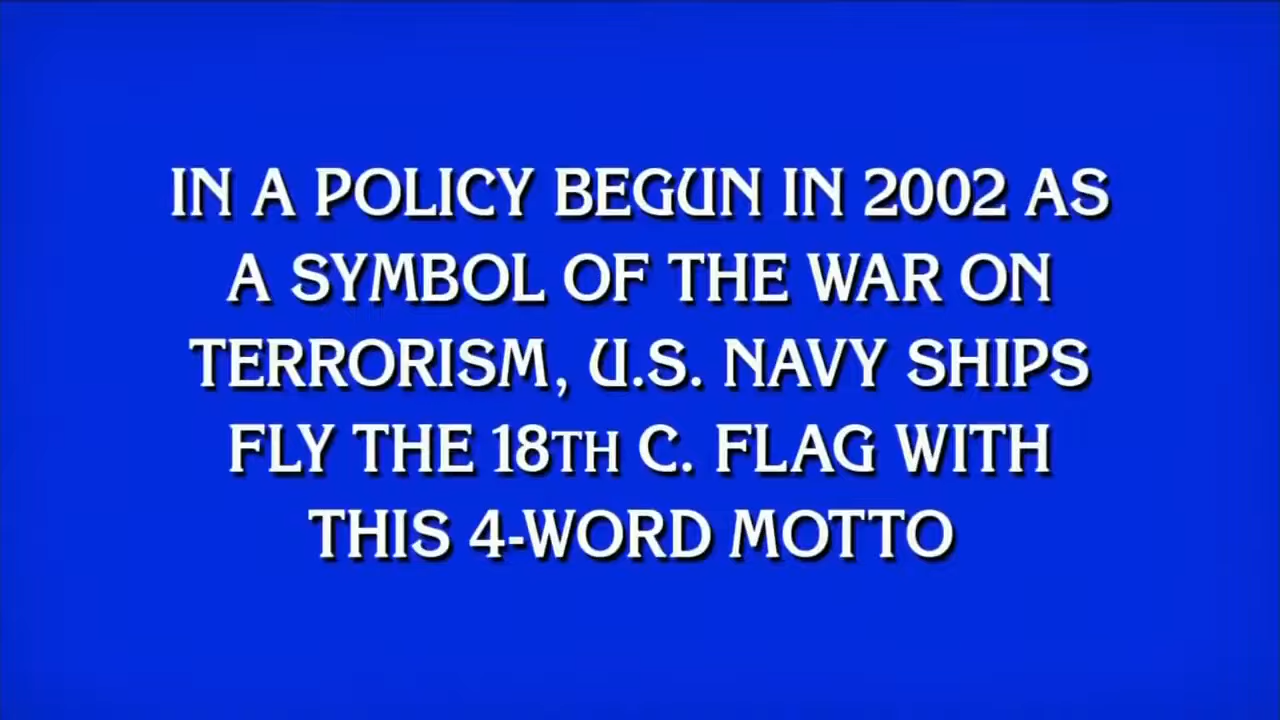 IN A POLICY BEGUN IN 2002 AS
A SYMBOL OF THE WAR ON
TERRORISM, U.S. NAVY SHIPS
FLY THE 18TH C. FLAG WITH
THIS 4-WORD MOTTO